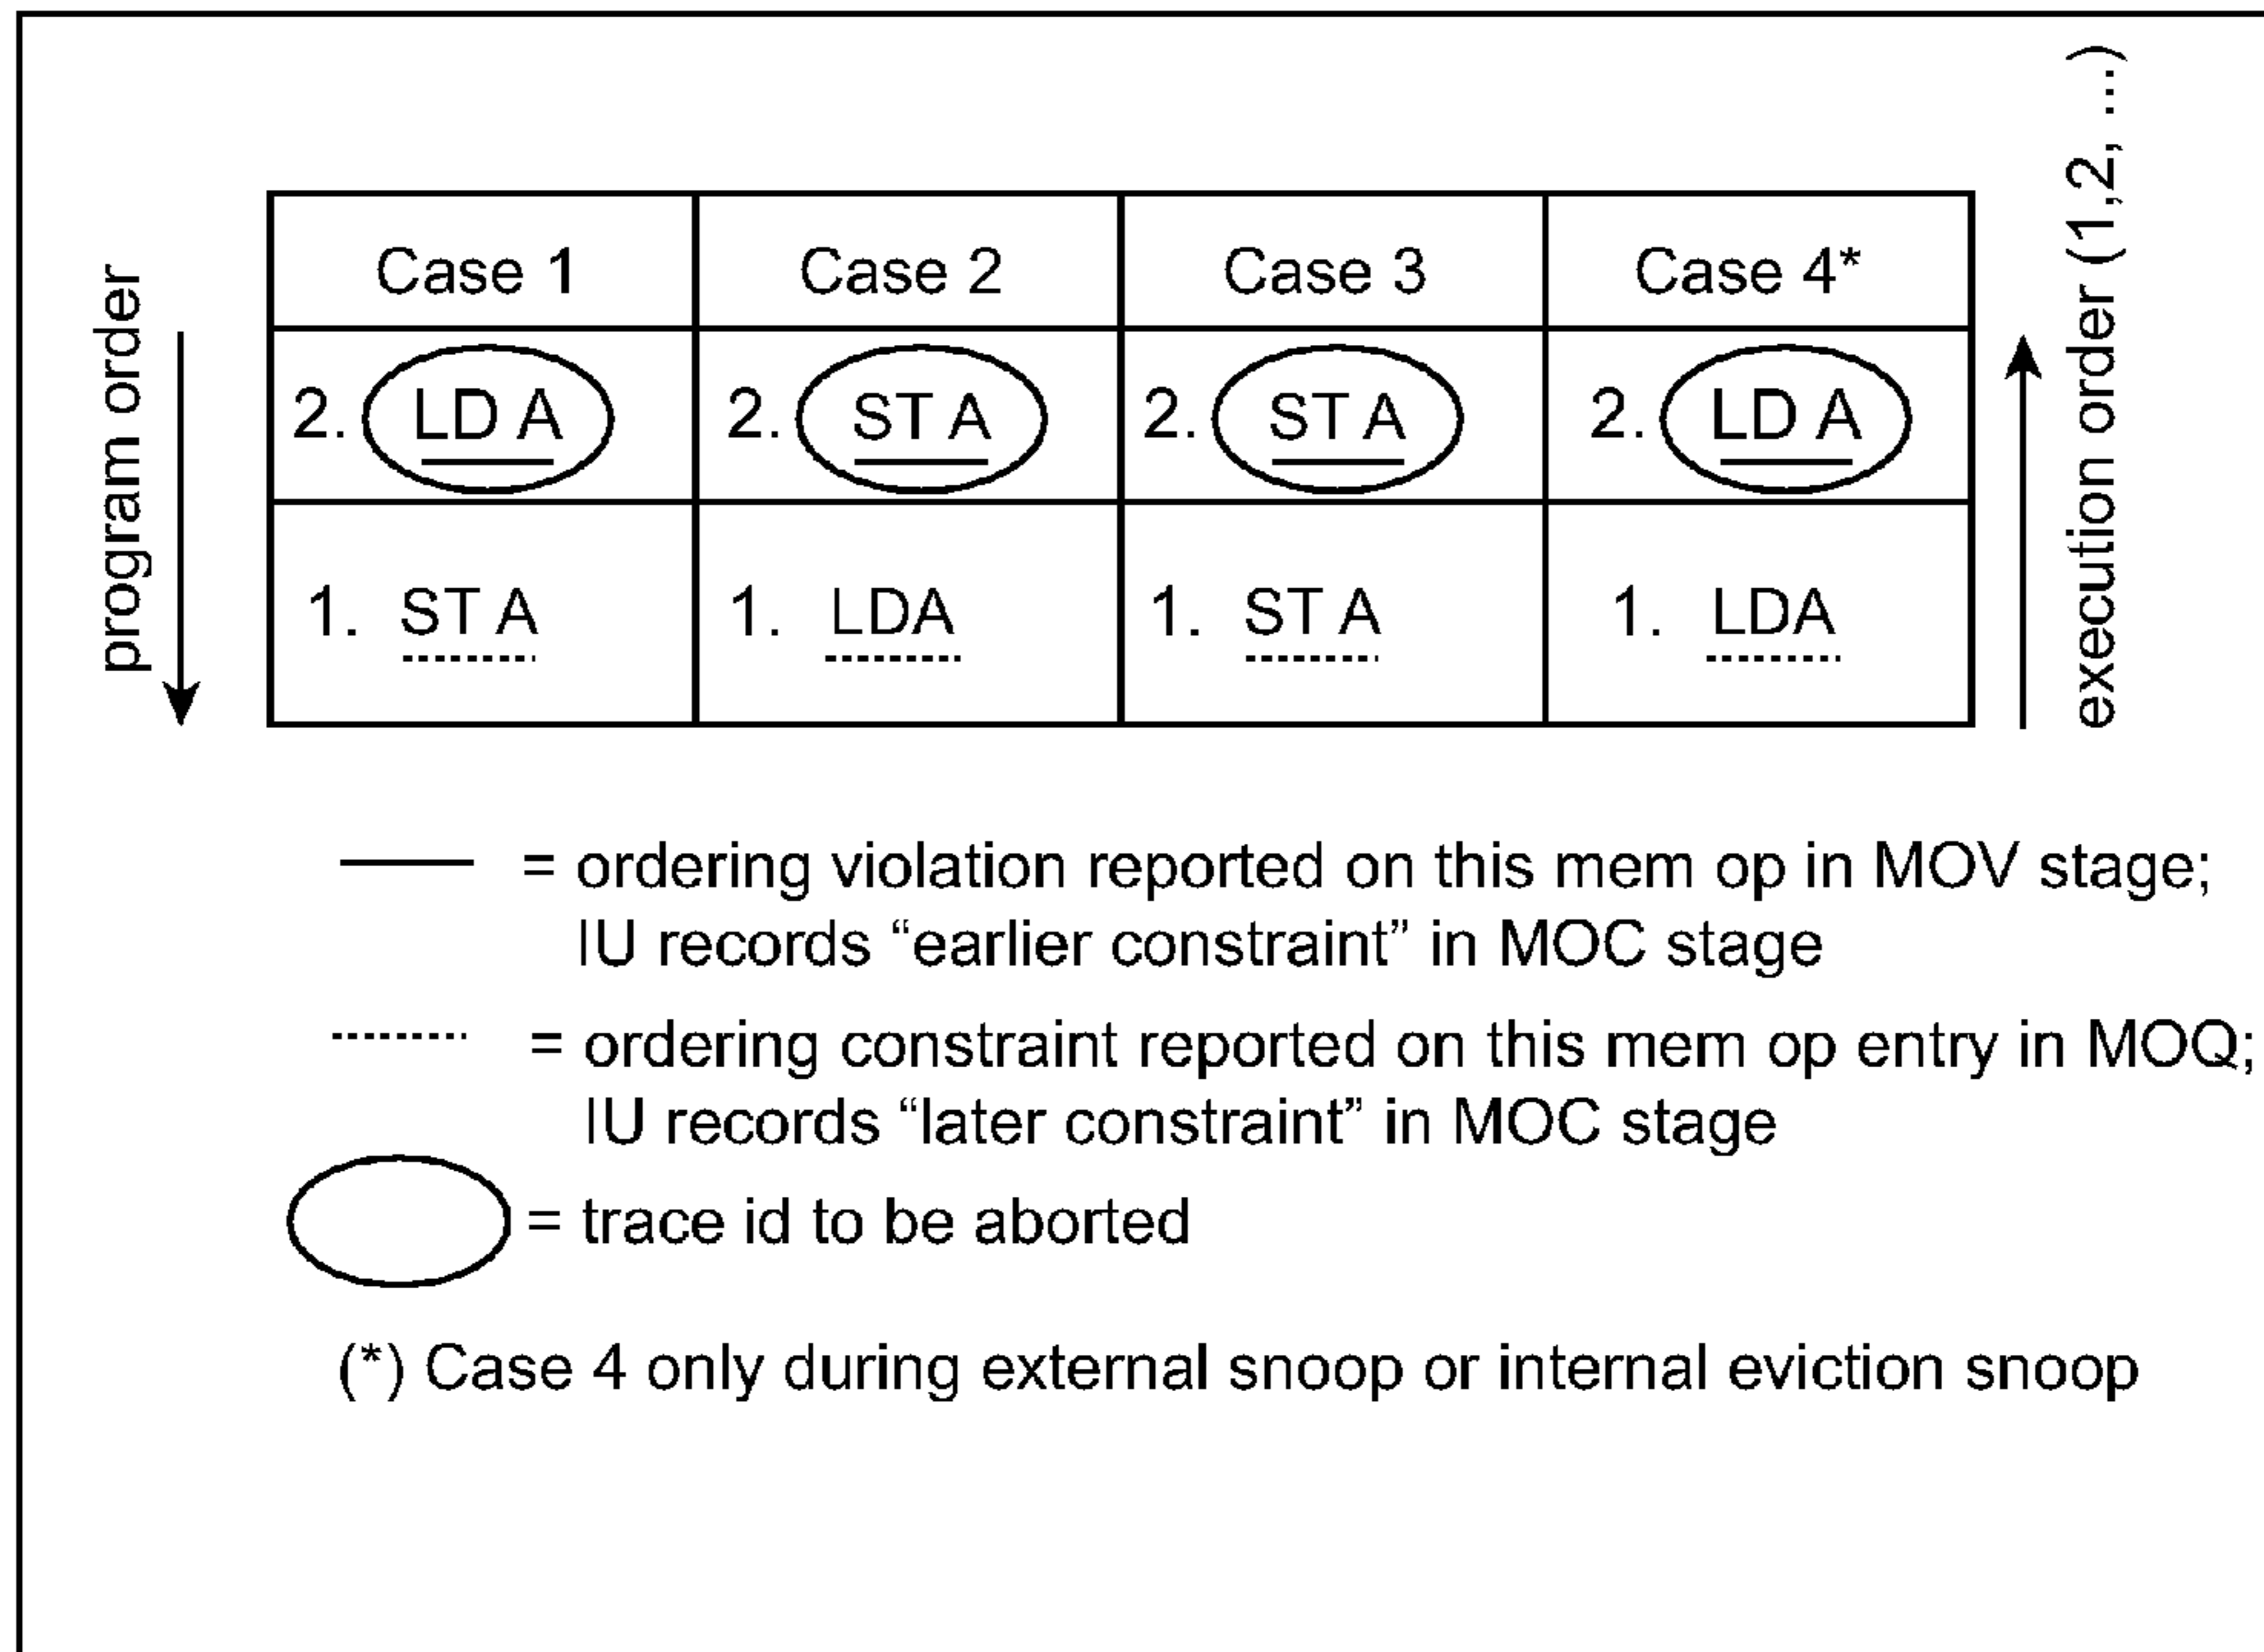 program order
execution order (1,2, ...)
Case 1 Case 2 Case 3 Case 4*
2. LD A 2. ST A 2. ST A 2. LD A
1. ST A 1. LDA 1. ST A 1. LDA
= ordering violation reported on this mem op in MOV stage;
IU records “earlier constraint” in MOC stage
= ordering constraint reported on this mem op entry in MOQ;
IU records “later constraint” in MOC stage
= trace id to be aborted
(*) Case 4 only during external snoop or internal eviction snoop